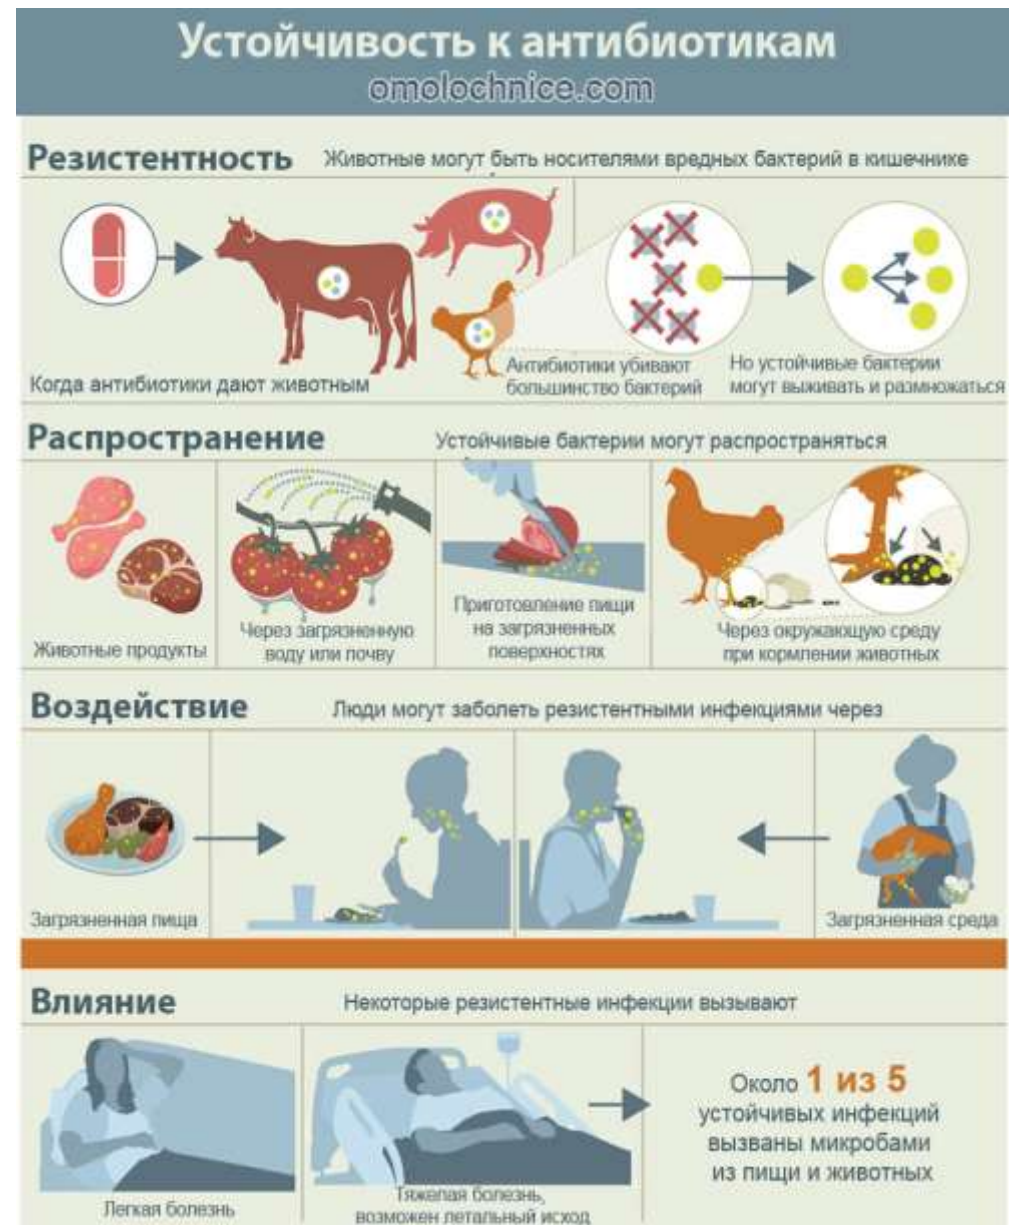 Устойчивость к антибиотикам
omolochnice.com
Резистентность
Животные могут быть носителями вредных бактерий в кишечнике
Когда антибиотики дают животным
Антибиотики убивают
большинство бактерий
Но устойчивые бактерии
могут выживать и размножаться
Распространение
Устойчивые бактерии могут распространяться
Животные продукты
Через загрязненную
воду или почву
Приготовление пищи
на загрязненных
поверхностях
Через окружающую среду
при кормлении животных
Воздействие
Люди могут заболеть резистентными инфекциями через
Загрязненная пища
Загрязненная среда
Влияние
Некоторые резистентные инфекции вызывают
Легкая болезнь
Тяжелая болезнь,
возможен летальный исход
Около 1 из 5
устойчивых инфекций
вызваны микробами
из пищи и животных